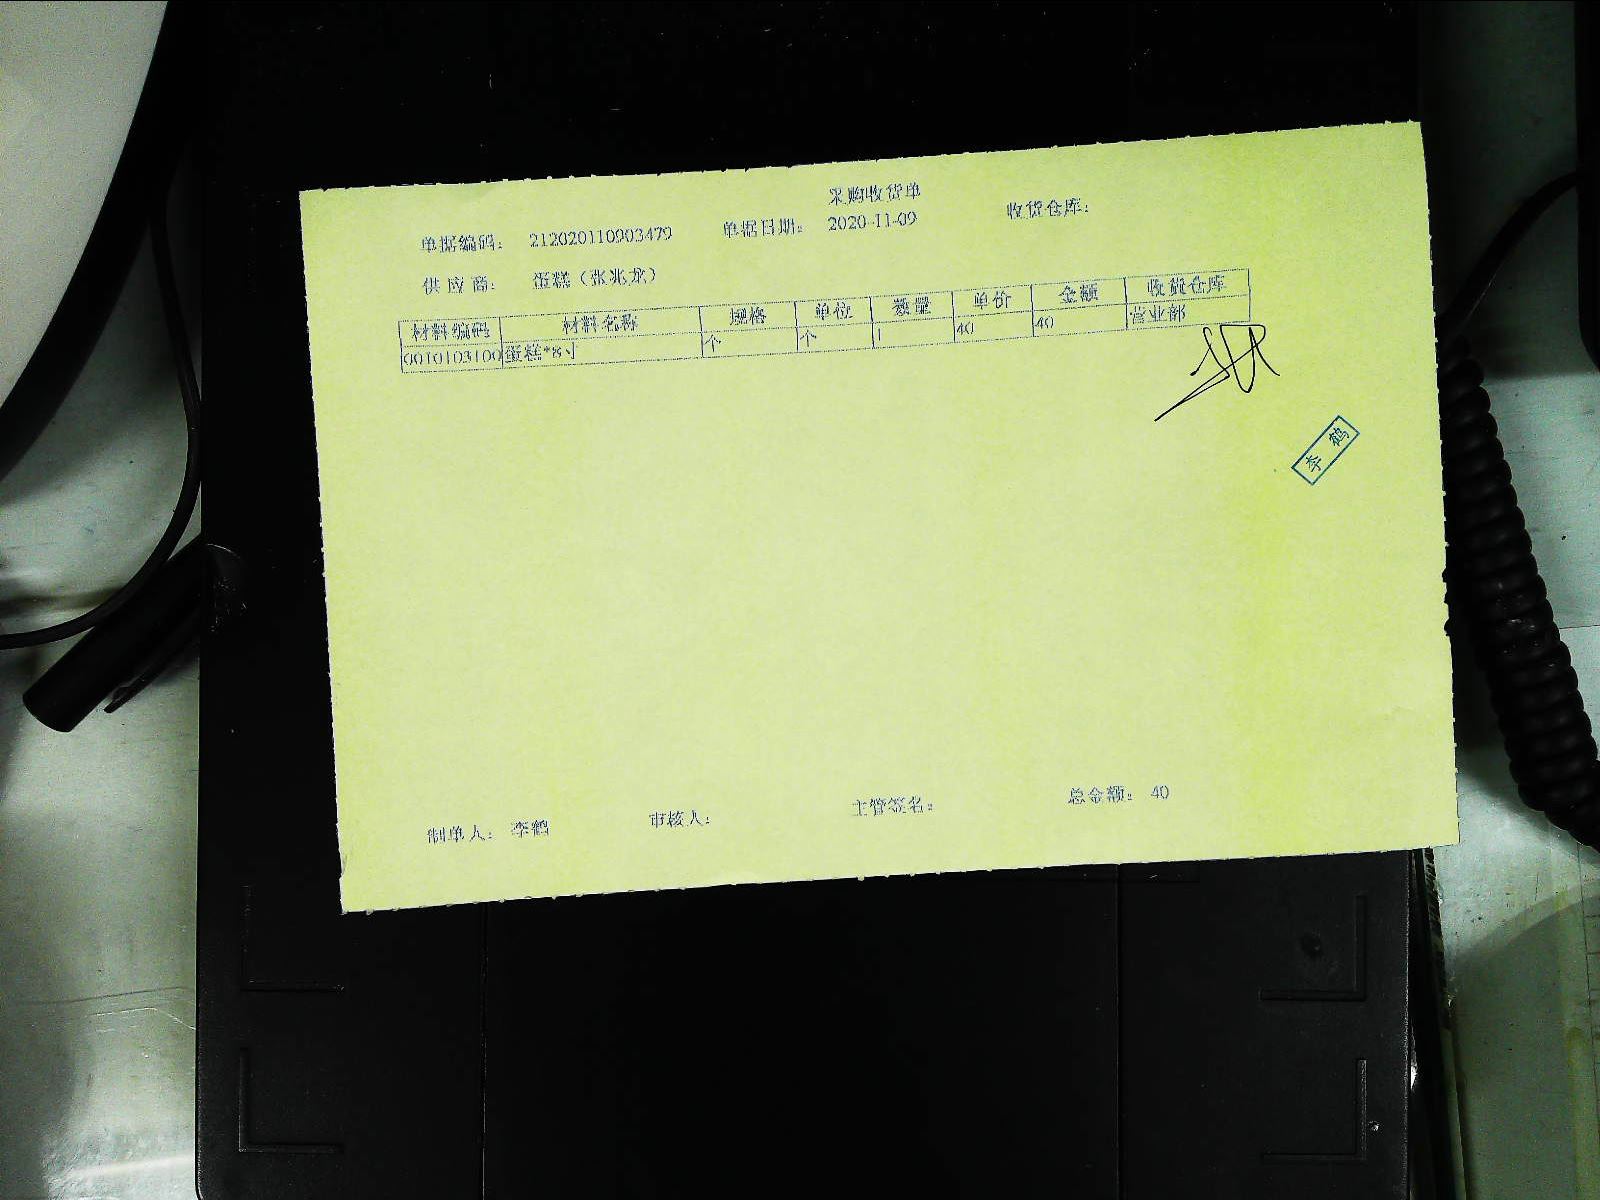 采购收货单
单据编码： 212020110903479 单据日期： 2020-11-09 收货仓库：
供应商： 蛋糕（张兆龙）
材料编码 材料名称 规格 单位 数量 单价 金额 收货仓库
0010103100 蛋糕*8寸 个 个 1 40 40 营业部
李鹤
制单人： 李鹤 审核人： 主管签名： 总金额： 40